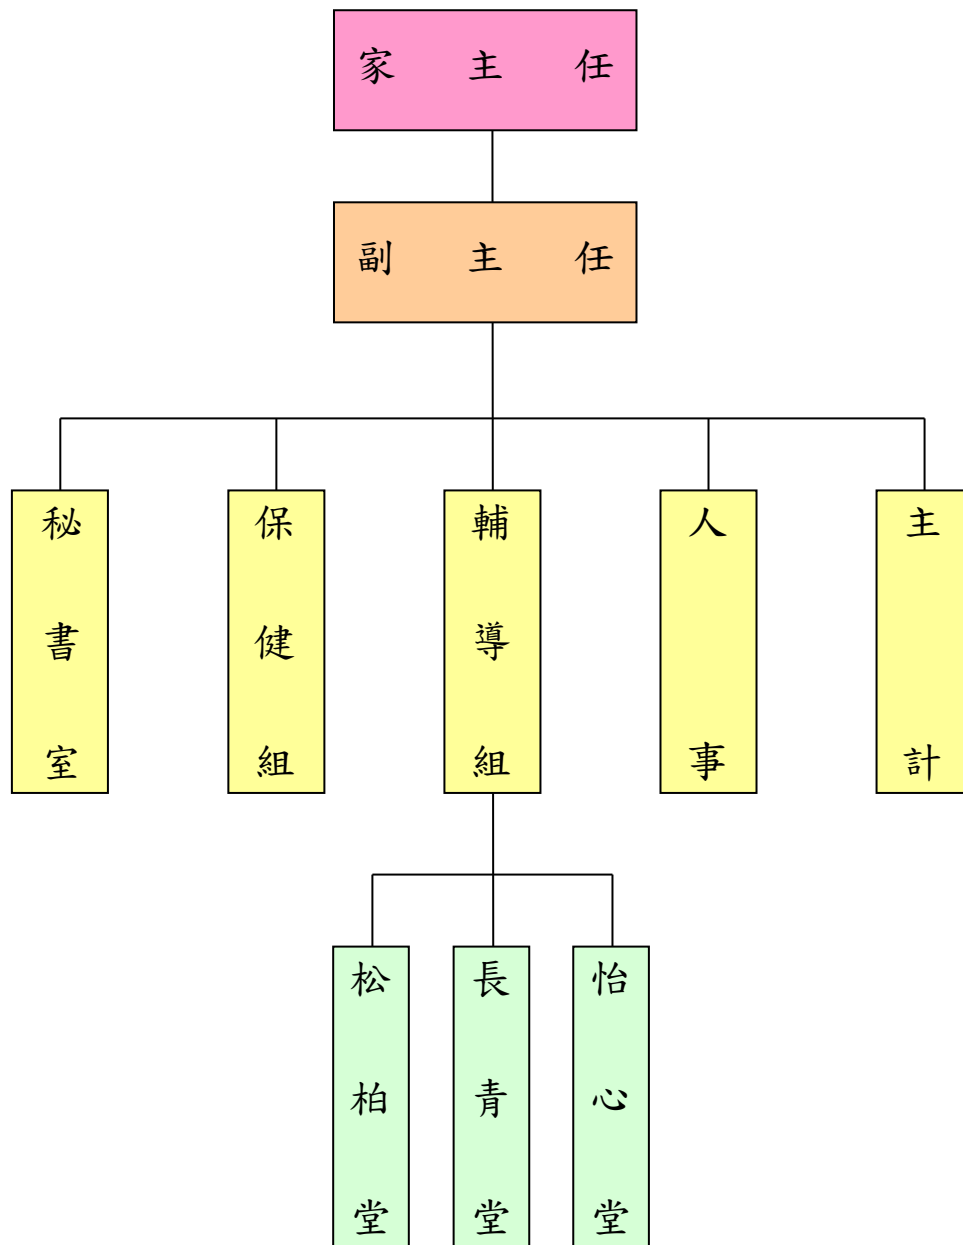 家主任
副主任
秘書室
保健組
輔導組
人事
主計
松柏堂
長青堂
怡心堂